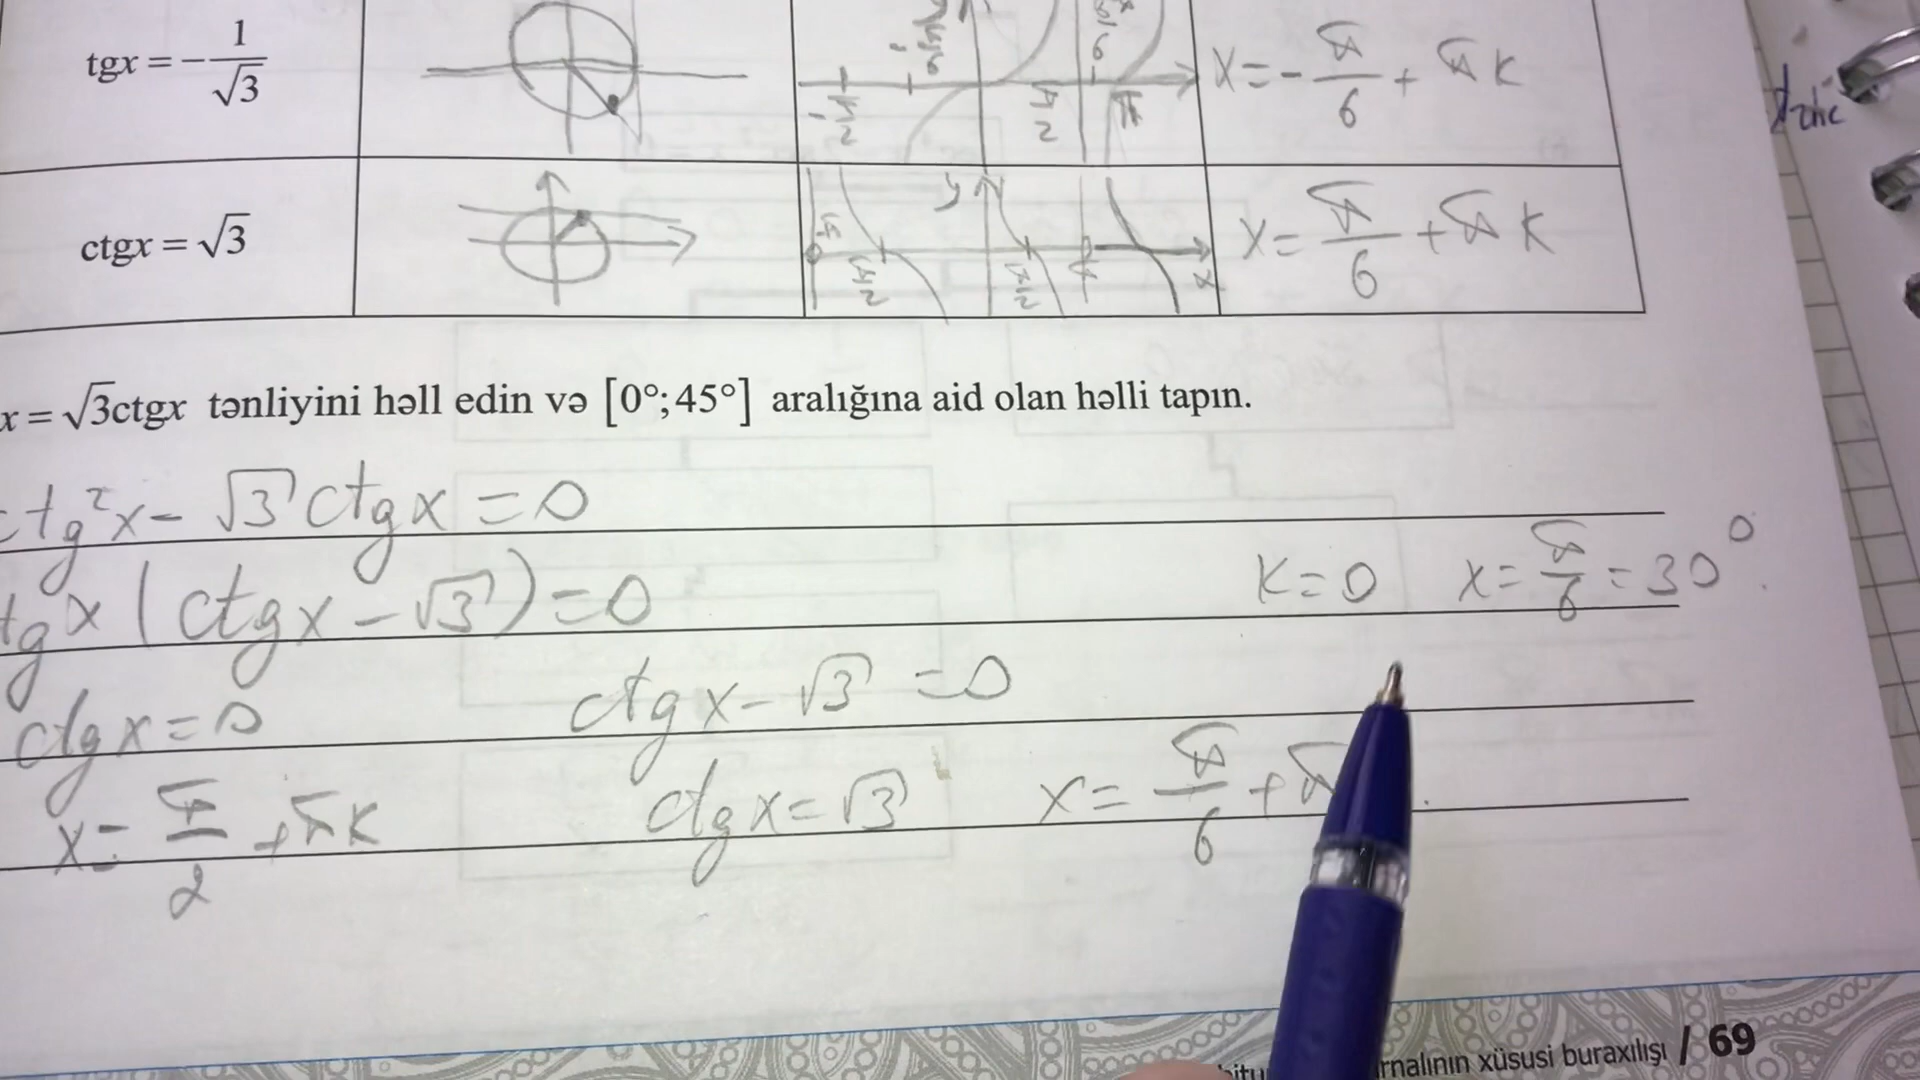 tgx = -1/√3
x = -π/6 + πk
ctgx = √3
y
x
x = π/6 + πk
x = √3ctgx tənliyini həll edin və [0°; 45°] aralığına aid olan həlli tapın.
ctg²x - √3 ctgx = 0
tgx (ctgx - √3) = 0
k = 0 x = π/6 = 30°
ctgx = 0 ctgx - √3 = 0
x = π/2 + πk ctgx = √3 x = π/6 + π
rnalının xüsusi buraxılışı / 69